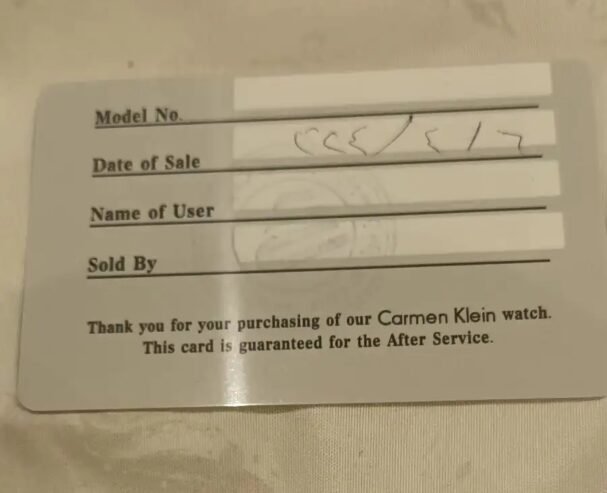 Model No.
Date of Sale
Name of User
Sold By
Thank you for your purchasing of our Carmen Klein watch.
This card is guaranteed for the After Service.